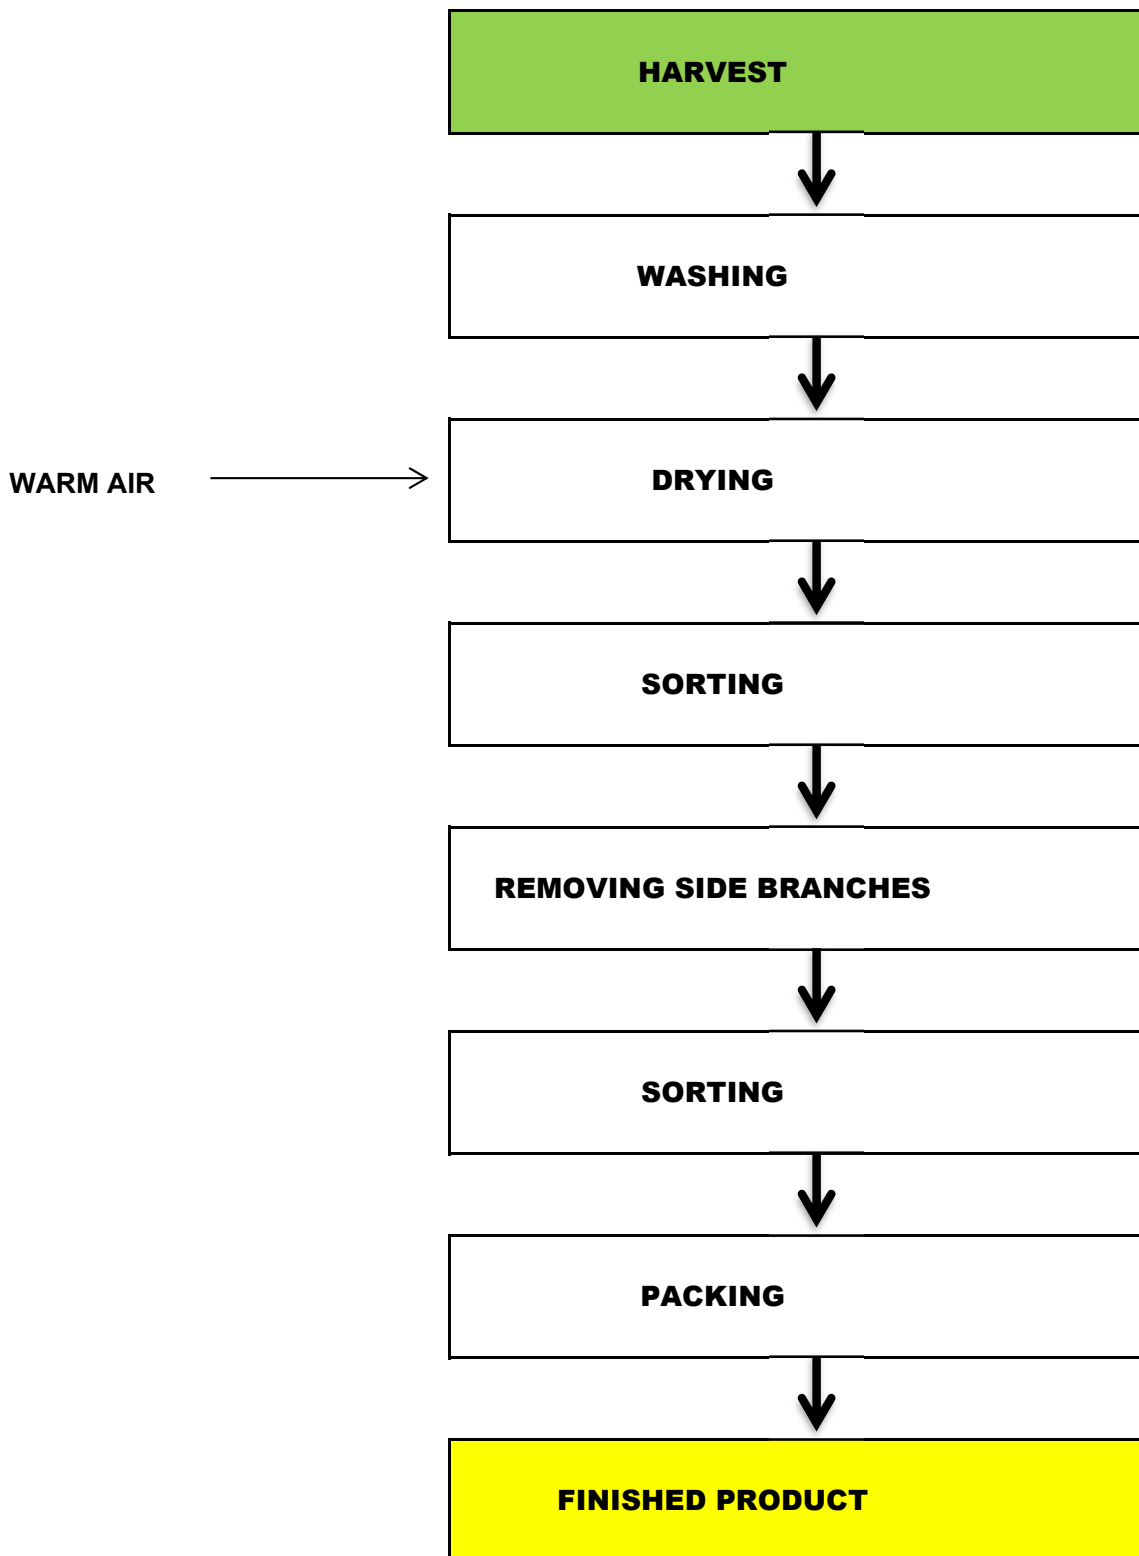 HARVEST
WASHING
WARM AIR
DRYING
SORTING
REMOVING SIDE BRANCHES
SORTING
PACKING
FINISHED PRODUCT